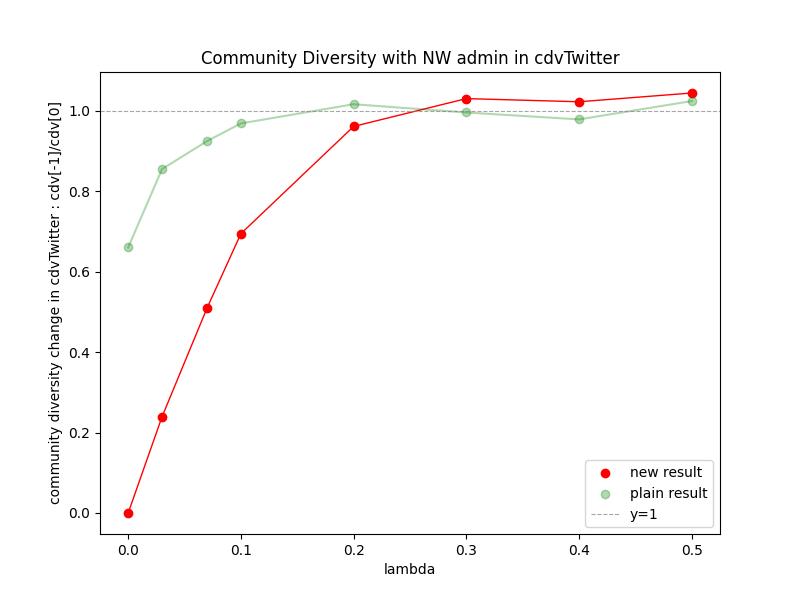 Community Diversity with NW admin in cdvTwitter
community diversity change in cdvTwitter : cdv[-1]/cdv[0]
1.0
0.8
0.6
0.4
0.2
0.0
new result
plain result
y=1
0.0 0.1 0.2 0.3 0.4 0.5
lambda